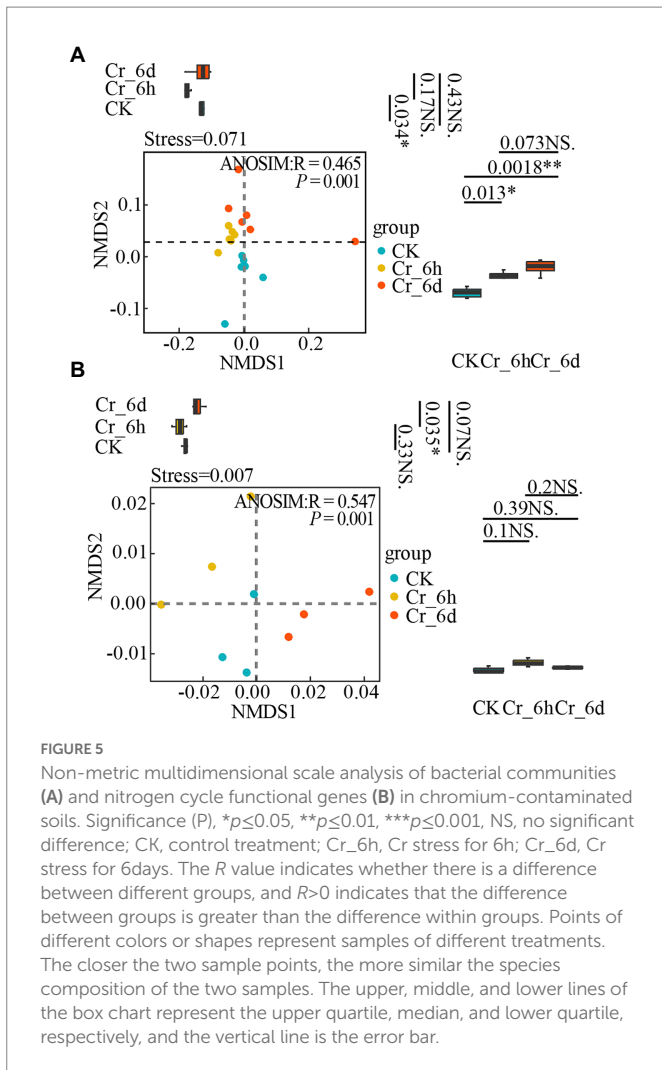 A
Cr_6d
Cr_6h
CK
0.034*
0.17NS.
0.43NS.
0.073NS.
0.0018**
0.013*
Stress=0.071
ANOSIM:R=0.465
P=0.001
NMDS2
0.1
0.0
-0.1
-0.2
0.0
0.2
NMDS1
group
CK
Cr_6h
Cr_6d
CK Cr_6h Cr_6d
B
Cr_6d
Cr_6h
CK
0.33NS.
0.035*
0.07NS.
0.2NS.
0.39NS.
0.1NS.
Stress=0.007
ANOSIM:R=0.547
P=0.001
NMDS2
0.02
0.01
0.00
-0.01
-0.02
0.00
0.02
0.04
NMDS1
group
CK
Cr_6h
Cr_6d
CK Cr_6h Cr_6d
FIGURE 5
Non-metric multidimensional scale analysis of bacterial communities
(A) and nitrogen cycle functional genes (B) in chromium-contaminated
soils. Significance (P), *p≤0.05, **p≤0.01, ***p≤0.001, NS, no significant
difference; CK, control treatment; Cr_6h, Cr stress for 6h; Cr_6d, Cr
stress for 6days. The R value indicates whether there is a difference
between different groups, and R>0 indicates that the difference
between groups is greater than the difference within groups. Points of
different colors or shapes represent samples of different treatments.
The closer the two sample points, the more similar the species
composition of the two samples. The upper, middle, and lower lines of
the box chart represent the upper quartile, median, and lower quartile,
respectively, and the vertical line is the error bar.